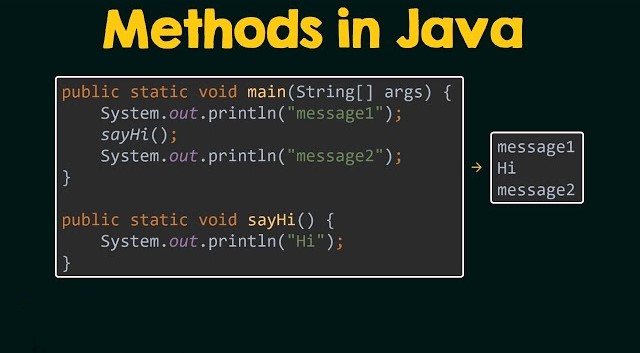 Methods in Java
public static void main(String[] args) {
System.out.println("message1");
sayHi();
System.out.println("message2");
}
public static void sayHi() {
System.out.println("Hi");
}
→
message1
Hi
message2